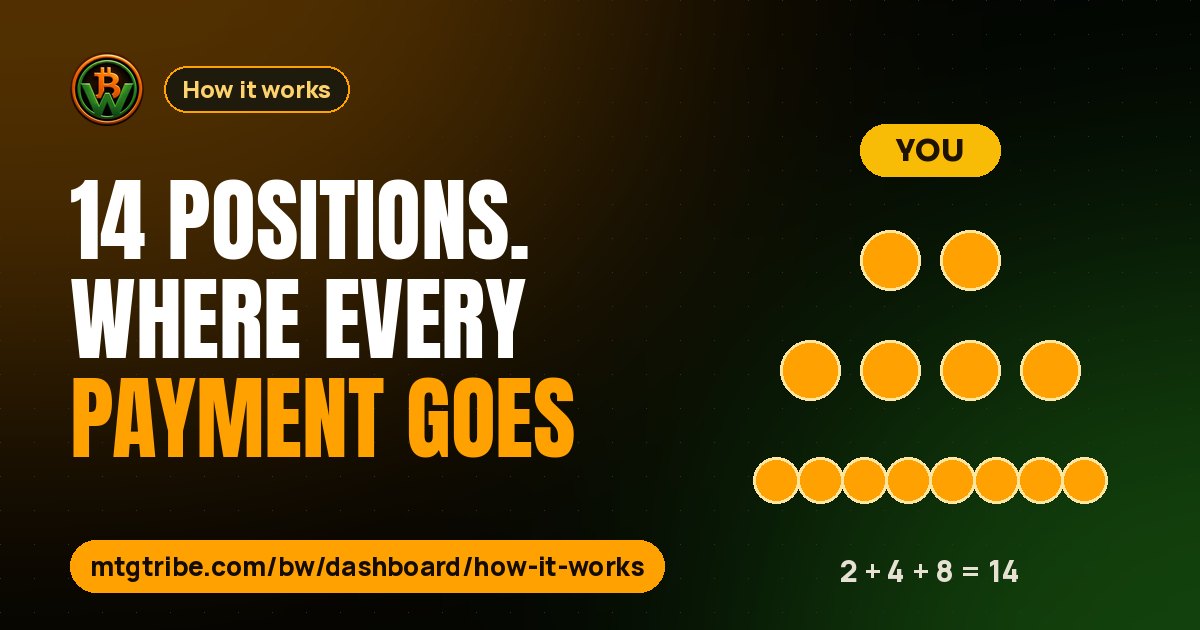 How it works
14 POSITIONS.
WHERE EVERY
PAYMENT GOES
mtgtribe.com/bw/dashboard/how-it-works
YOU
2 + 4 + 8 = 14